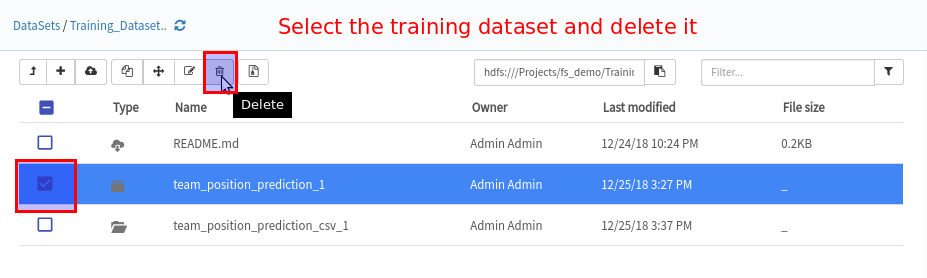 DataSets / Training_Dataset..
Select the training dataset and delete it
hdfs:///Projects/fs_demo/Trainin
Filter...
Delete
Type Name Owner Last modified File size
README.md Admin Admin 12/24/18 10:24 PM 0.2KB
team_position_prediction_1 Admin Admin 12/25/18 3:27 PM _
team_position_prediction_csv_1 Admin Admin 12/25/18 3:37 PM _